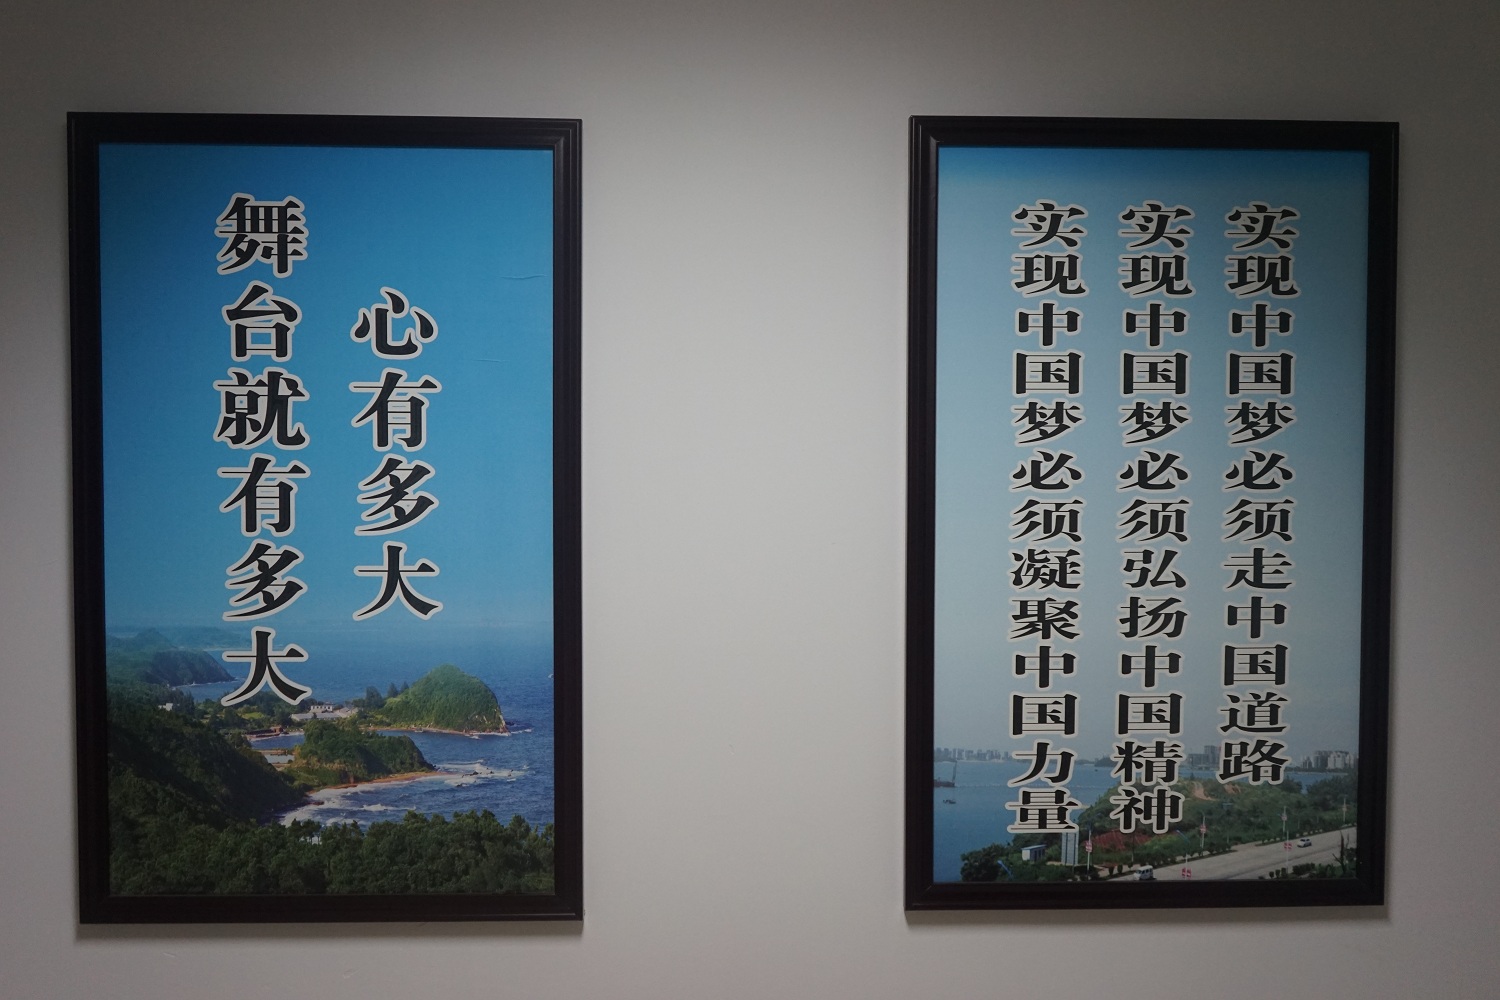 心有多大
舞台就有多大
实现中国梦必须走中国道路
实现中国梦必须弘扬中国精神
实现中国梦必须凝聚中国力量